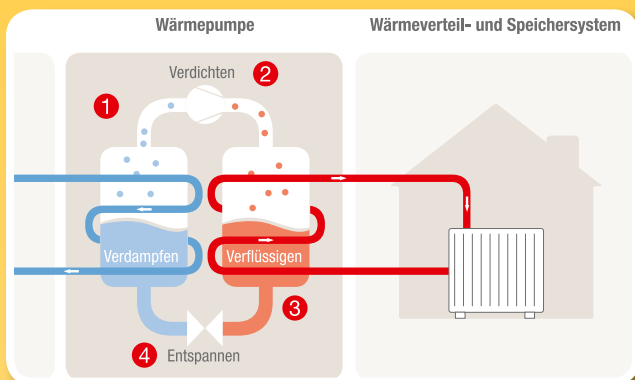 Wärmepumpe
Wärmeverteil- und Speichersystem
Verdichten
2
1
Verdampfen
Verflüssigen
3
4
Entspannen